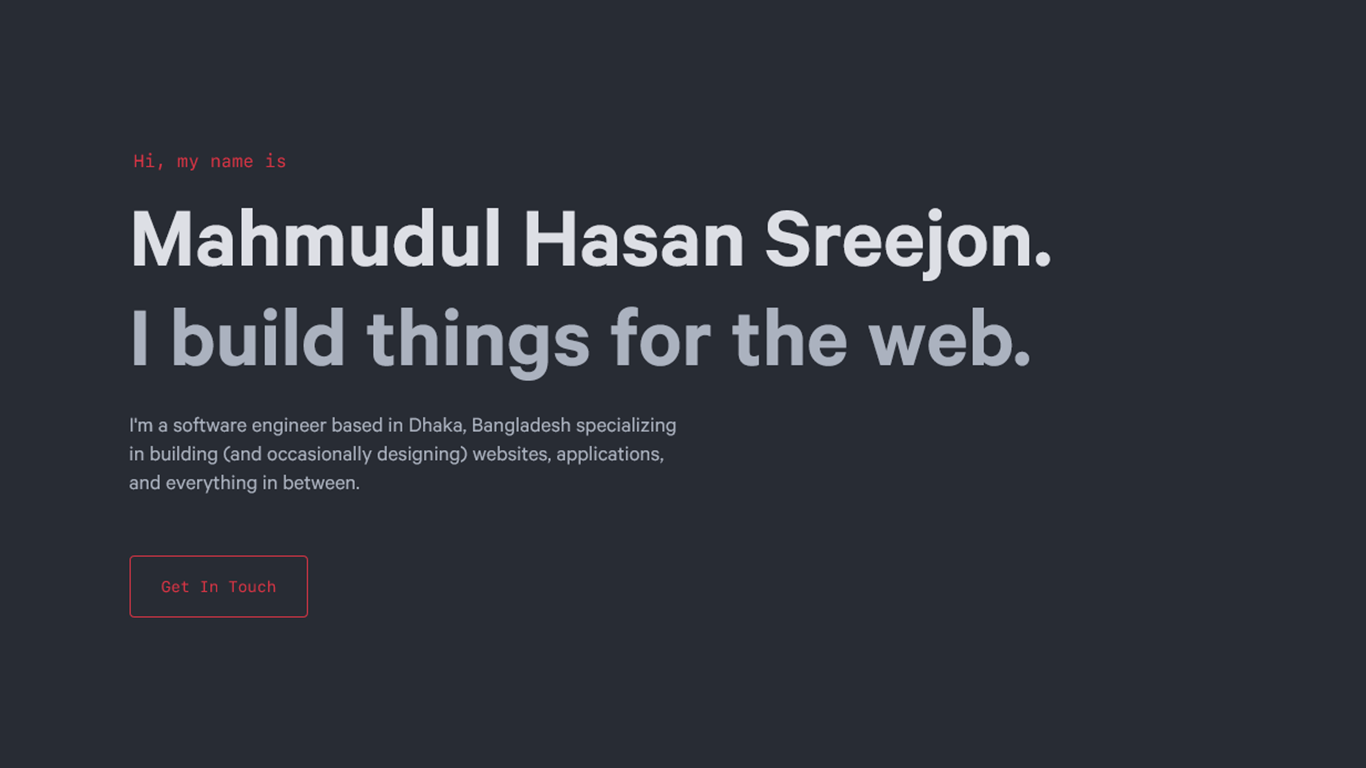 Hi, my name is
Mahmudul Hasan Sreejon.
I build things for the web.
I'm a software engineer based in Dhaka, Bangladesh specializing
in building (and occasionally designing) websites, applications,
and everything in between.
Get In Touch